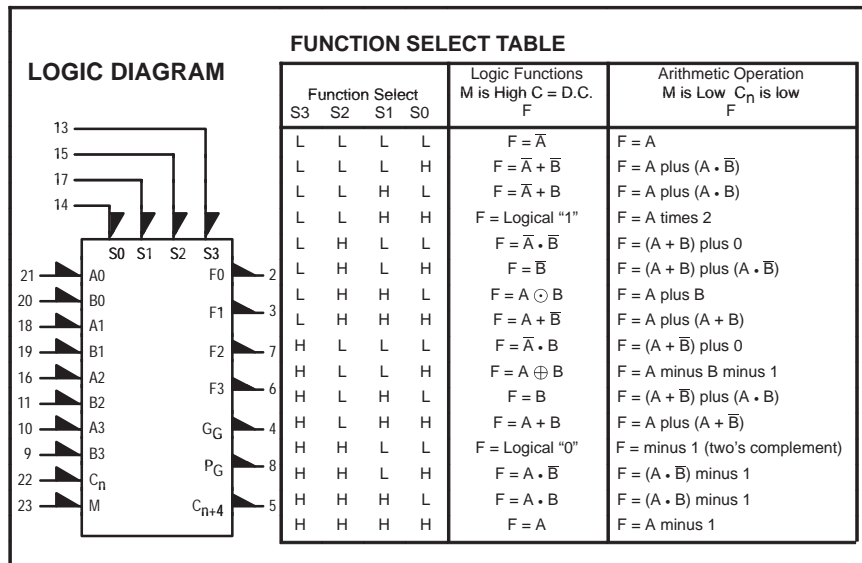 LOGIC DIAGRAM
13
15
17
14
S0 S1 S2 S3
21 A0 F0 2
20 B0
18 A1 F1 3
19 B1 F2 7
16 A2
11 B2 F3 6
10 A3 GG 4
9 B3
22 Cn PG 8
23 M Cn+4 5
FUNCTION SELECT TABLE
Function Select
S3 S2 S1 S0
Logic Functions
M is High C = D.C.
F
Arithmetic Operation
M is Low Cn is low
F
L L L L F = A̅ F = A
L L L H F = A̅ + B̅ F = A plus (A • B̅)
L L H L F = A̅ + B F = A plus (A • B)
L L H H F = Logical “1” F = A times 2
L H L L F = A̅ • B̅ F = (A + B) plus 0
L H L H F = B̅ F = (A + B) plus (A • B̅)
L H H L F = A ⊙ B F = A plus B
L H H H F = A + B̅ F = A plus (A + B)
H L L L F = A̅ • B F = (A + B̅) plus 0
H L L H F = A ⊕ B F = A minus B minus 1
H L H L F = B F = (A + B̅) plus (A • B)
H L H H F = A + B F = A plus (A + B̅)
H H L L F = Logical “0” F = minus 1 (two’s complement)
H H L H F = A • B̅ F = (A • B̅) minus 1
H H H L F = A • B F = (A • B) minus 1
H H H H F = A F = A minus 1